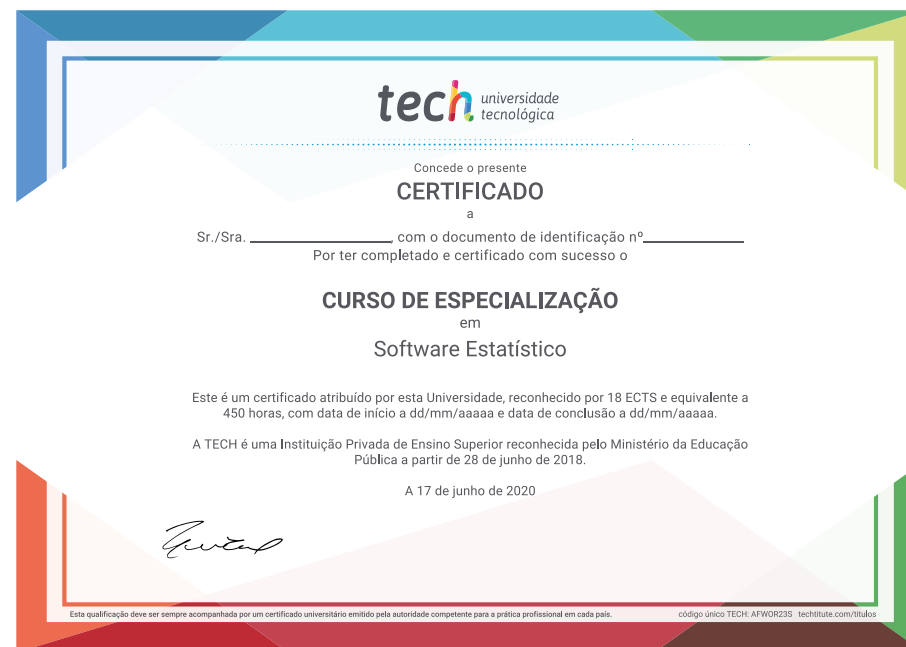 tech universidade
tecnológica
Concede o presente
CERTIFICADO
a
Sr./Sra. ____________, com o documento de identificação nº____________
Por ter completado e certificado com sucesso o
CURSO DE ESPECIALIZAÇÃO
em
Software Estatístico
Este é um certificado atribuído por esta Universidade, reconhecido por 18 ECTS e equivalente a
450 horas, com data de início a dd/mm/aaaaa e data de conclusão a dd/mm/aaaaa.
A TECH é uma Instituição Privada de Ensino Superior reconhecida pelo Ministério da Educação
Pública a partir de 28 de junho de 2018.
A 17 de junho de 2020
Esta qualificação deve ser sempre acompanhada por um certificado universitário emitido pela autoridade competente para a prática profissional em cada país. código único TECH: AFWOR23S techtitute.com/titulos